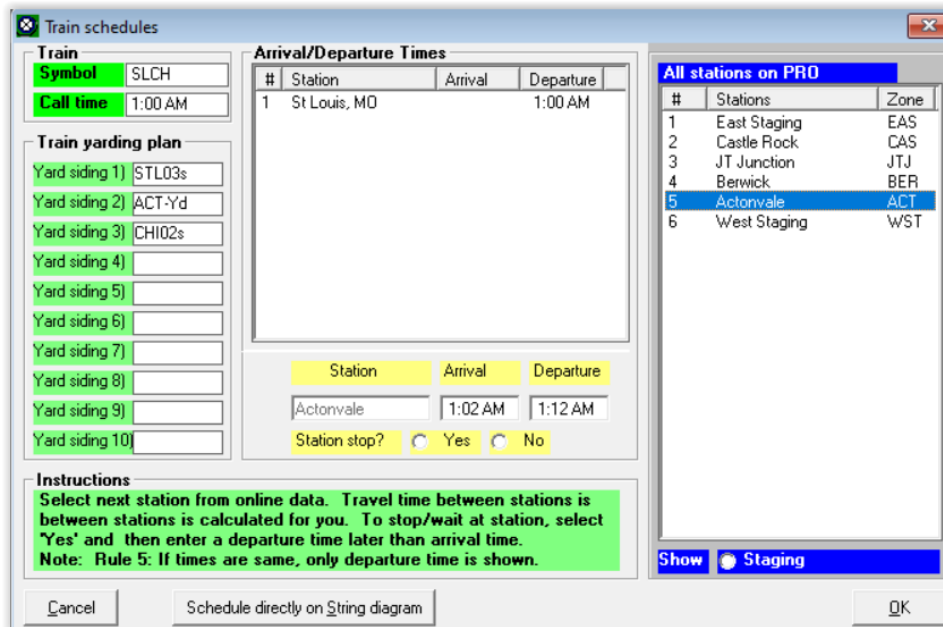 Train schedules
Train
Symbol SLCH
Call time 1:00 AM
Train yarding plan
Yard siding 1) STL03s
Yard siding 2) ACT-Yd
Yard siding 3) CHI02s
Yard siding 4)
Yard siding 5)
Yard siding 6)
Yard siding 7)
Yard siding 8)
Yard siding 9)
Yard siding 10)
Arrival/Departure Times
# Station Arrival Departure
1 St Louis, MO 1:00 AM
Station Arrival Departure
Actonvale 1:02 AM 1:12 AM
Station stop? Yes No
All stations on PRO
# Stations Zone
1 East Staging EAS
2 Castle Rock CAS
3 JT Junction JTJ
4 Berwick BER
5 Actonvale ACT
6 West Staging WST
Show Staging
Instructions
Select next station from online data. Travel time between stations is
between stations is calculated for you. To stop/wait at station, select
'Yes' and then enter a departure time later than arrival time.
Note: Rule 5: If times are same, only departure time is shown.
Cancel
Schedule directly on String diagram
OK